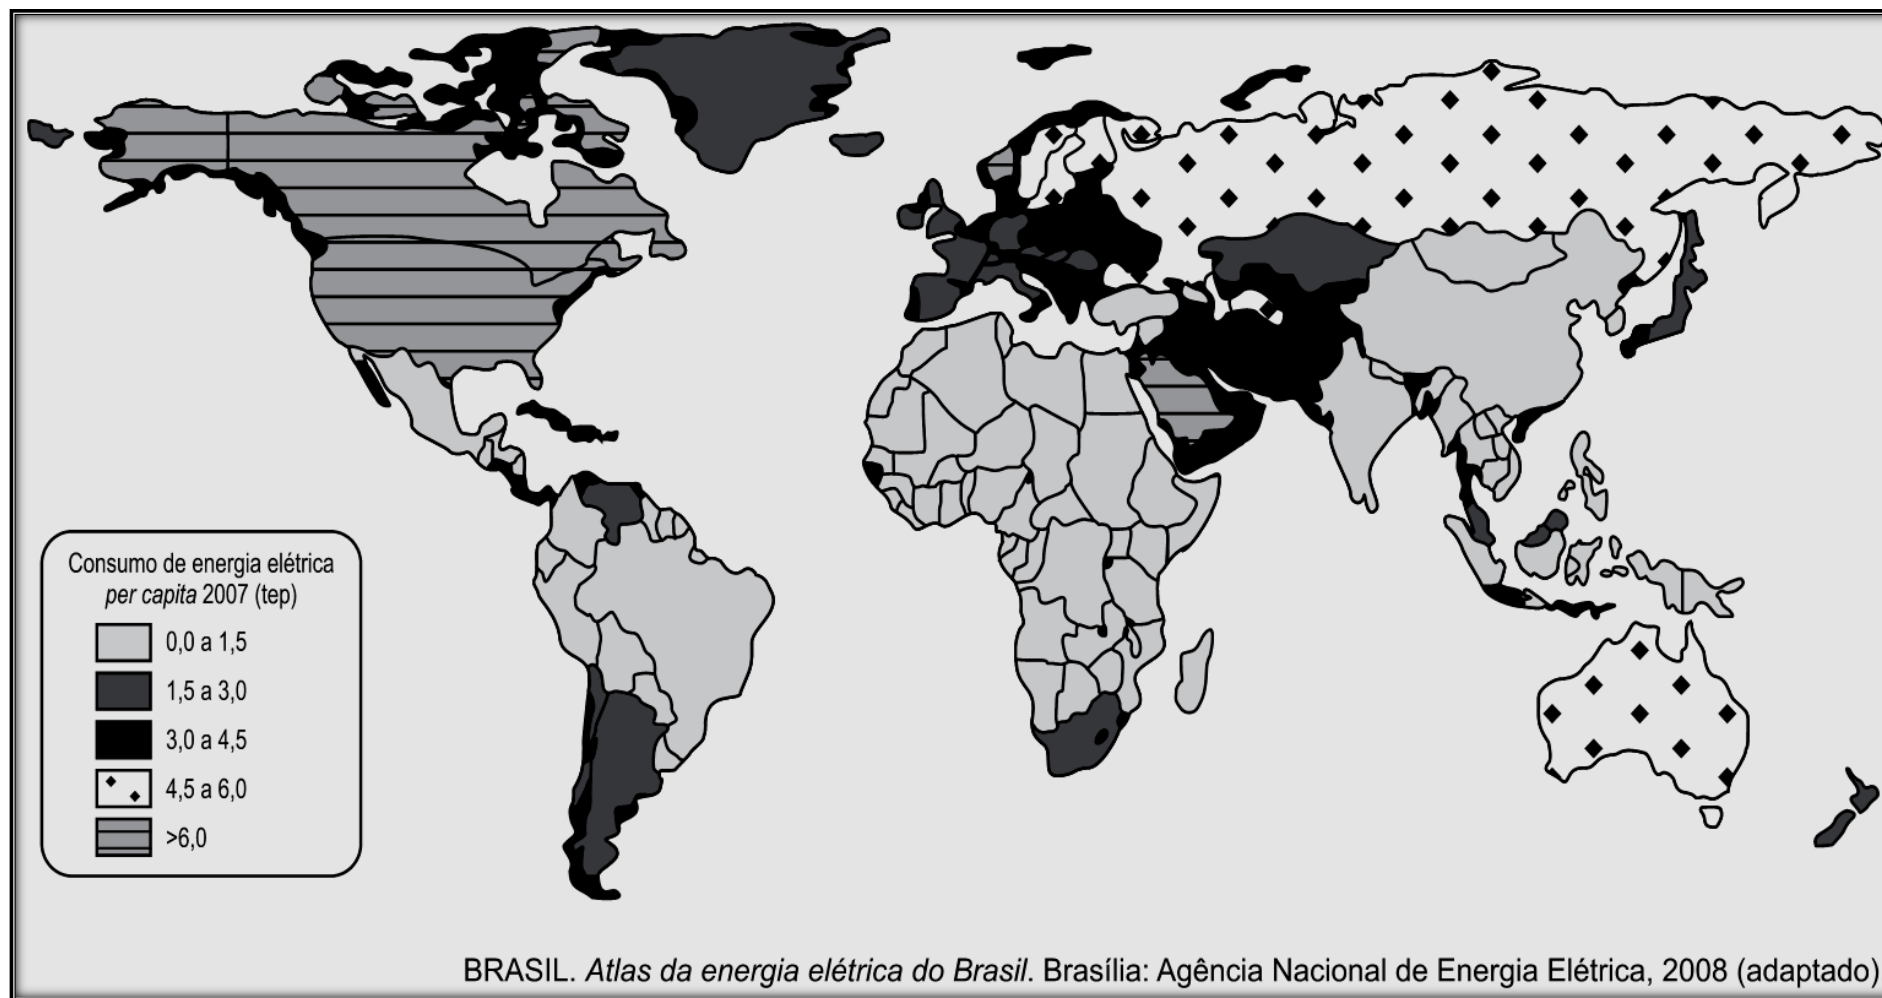 Consumo de energia elétrica
per capita 2007 (tep)
0,0 a 1,5
1,5 a 3,0
3,0 a 4,5
4,5 a 6,0
>6,0
BRASIL. Atlas da energia elétrica do Brasil. Brasília: Agência Nacional de Energia Elétrica, 2008 (adaptado)